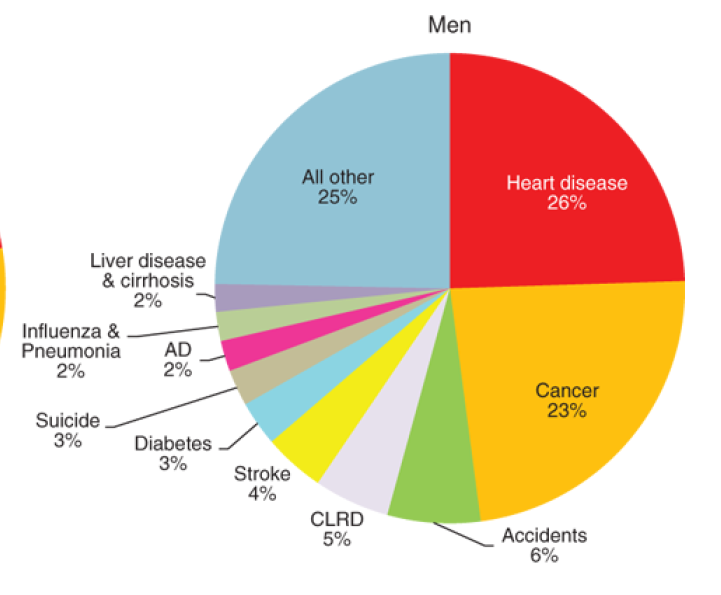 Men
All other
25%
Heart disease
26%
Liver disease
& cirrhosis
2%
Influenza &
Pneumonia
2%
AD
2%
Suicide
3%
Diabetes
3%
Stroke
4%
CLRD
5%
Accidents
6%
Cancer
23%